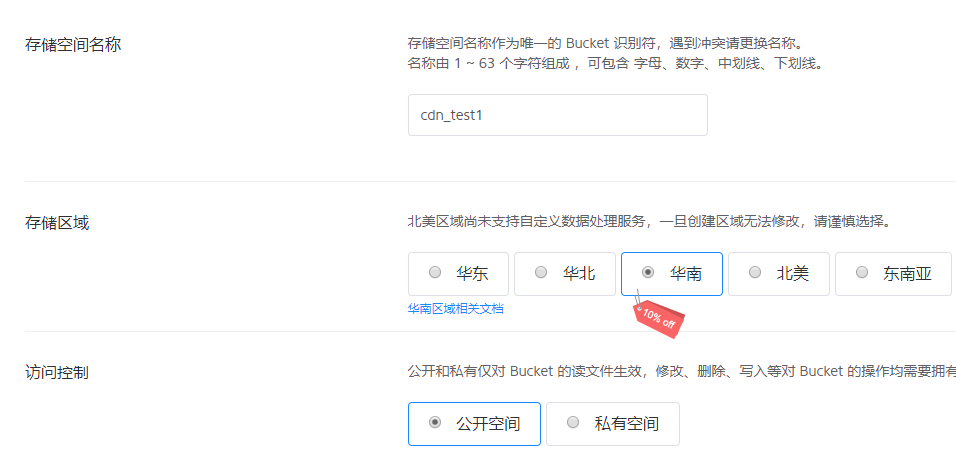 存储空间名称
存储空间名称作为唯一的 Bucket 识别符，遇到冲突请更换名称。
名称由 1 ~ 63 个字符组成 ，可包含 字母、数字、中划线、下划线。
cdn_test1
存储区域
北美区域尚未支持自定义数据处理服务，一旦创建区域无法修改，请谨慎选择。
华东 华北 华南 北美 东南亚
华南区域相关文档
10% off
访问控制
公开和私有仅对 Bucket 的读文件生效，修改、删除、写入等对 Bucket 的操作均需要拥有
公开空间 私有空间